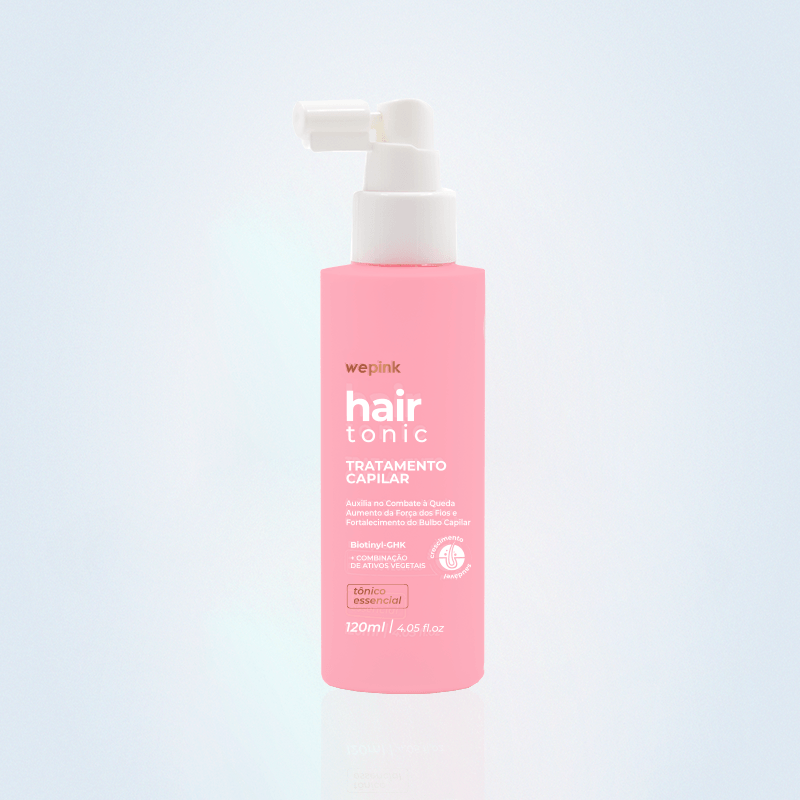 wepink
hair
tonic
TRATAMENTO
CAPILAR
Auxilia no Combate à Queda
Aumento da Força dos Fios e
Fortalecimento do Bulbo Capilar
Biotinyl-GHK
+ COMBINAÇÃO
DE ATIVOS VEGETAIS
crescimento
saudável
tônico
essencial
120ml | 4.05 fl.oz